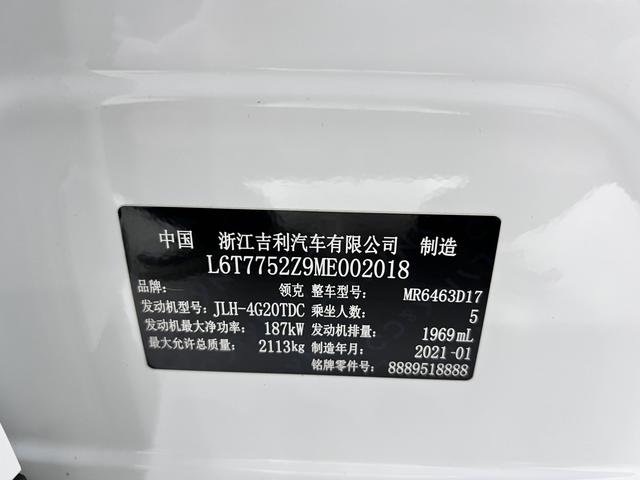 中国 浙江吉利汽车有限公司 制造
L6T7752Z9ME002018
品牌: 领克 整车型号: MR6463D17
发动机型号: JLH-4G20TDC 乘坐人数: 5
发动机最大净功率: 187kW 发动机排量: 1969mL
最大允许总质量: 2113kg 制造年月: 2021-01
铭牌零件号: 8889518888